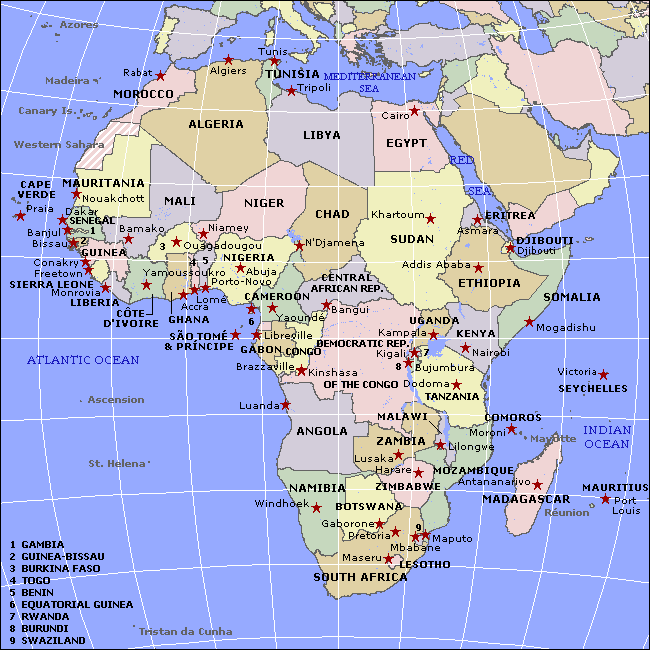 Azores
Tunis
Algiers
Rabat
TUNISIA
MEDITERRANEAN
SEA
Madeira
Tripoli
MOROCCO
Canary Is.
Cairo
ALGERIA
LIBYA
EGYPT
Western Sahara
RED
SEA
CAPE
VERDE
MAURITANIA
Nouakchott
MALI
NIGER
CHAD
Praia
Dakar
SENEGAL
Khartoum
ERITREA
Asmara
Banjul
1
Bamako
Niamey
SUDAN
Bissau
2
3
Ouagadougou
N'Djamena
DJIBOUTI
Djibouti
GUINEA
NIGERIA
Conakry
Yamoussoukro
4
5
Abuja
Addis Ababa
Freetown
Porto-Novo
CENTRAL
AFRICAN REP.
ETHIOPIA
SIERRA LEONE
Monrovia
Lomé
CAMEROON
SOMALIA
LIBERIA
Accra
CÔTE
D'IVOIRE
GHANA
Yaoundé
Bangui
6
UGANDA
Mogadishu
SÃO TOMÉ
& PRÍNCIPE
Libreville
DEMOCRATIC REP.
OF THE CONGO
Kampala
KENYA
GABON
CONGO
Kigali
7
Nairobi
ATLANTIC OCEAN
Brazzaville
Kinshasa
8
Bujumbura
Victoria
SEYCHELLES
Dodoma
TANZANIA
Ascension
Luanda
MALAWI
COMOROS
Moroni
Mayotte
INDIAN
OCEAN
ANGOLA
ZAMBIA
Lilongwe
St. Helena
Lusaka
Harare
MOZAMBIQUE
Antananarivo
NAMIBIA
ZIMBABWE
MADAGASCAR
MAURITIUS
Port
Louis
Windhoek
BOTSWANA
Réunion
Gaborone
Pretoria
9
Maputo
Mbabane
Maseru
LESOTHO
SOUTH AFRICA
1 GAMBIA
2 GUINEA-BISSAU
3 BURKINA FASO
4 TOGO
5 BENIN
6 EQUATORIAL GUINEA
7 RWANDA
8 BURUNDI
9 SWAZILAND
Tristan da Cunha